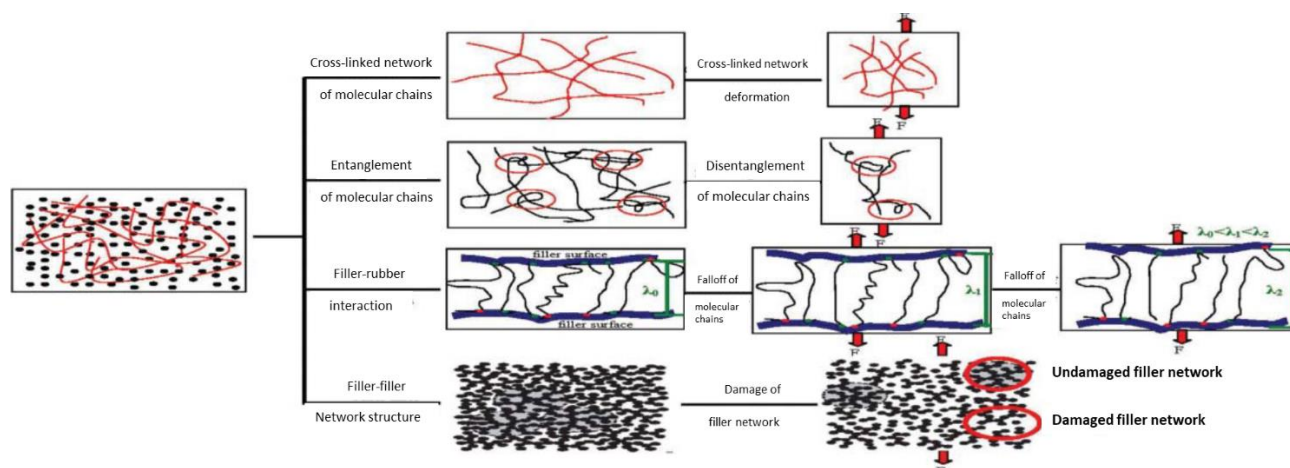 F
Cross-linked network
of molecular chains
Cross-linked network
deformation
F
F
Entanglement
of molecular chains
Disentanglement
of molecular chains
F
F
λ0<λ1<λ2
Filler-rubber
interaction
filler surface
λ0
filler surface
Falloff of
molecular
chains
λ1
F
Falloff of
molecular
chains
λ2
F
F
Filler-filler
Network structure
Damage of
filler network
Undamaged filler network
Damaged filler network